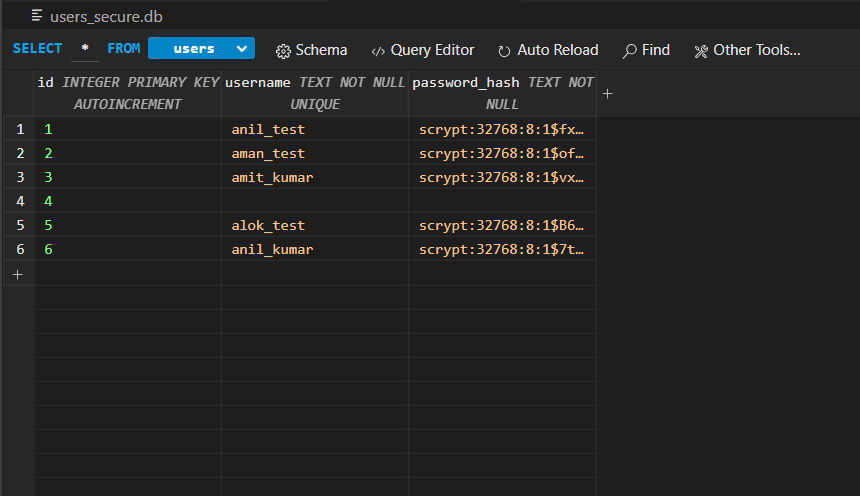 users_secure.db
SELECT * FROM users Schema Query Editor Auto Reload Find Other Tools...
id INTEGER PRIMARY KEY AUTOINCREMENT username TEXT NOT NULL UNIQUE password_hash TEXT NOT NULL +
1 1 anil_test scrypt:32768:8:1$fx…
2 2 aman_test scrypt:32768:8:1$of…
3 3 amit_kumar scrypt:32768:8:1$vx…
4 4
5 5 alok_test scrypt:32768:8:1$B6…
6 6 anil_kumar scrypt:32768:8:1$7t…
+